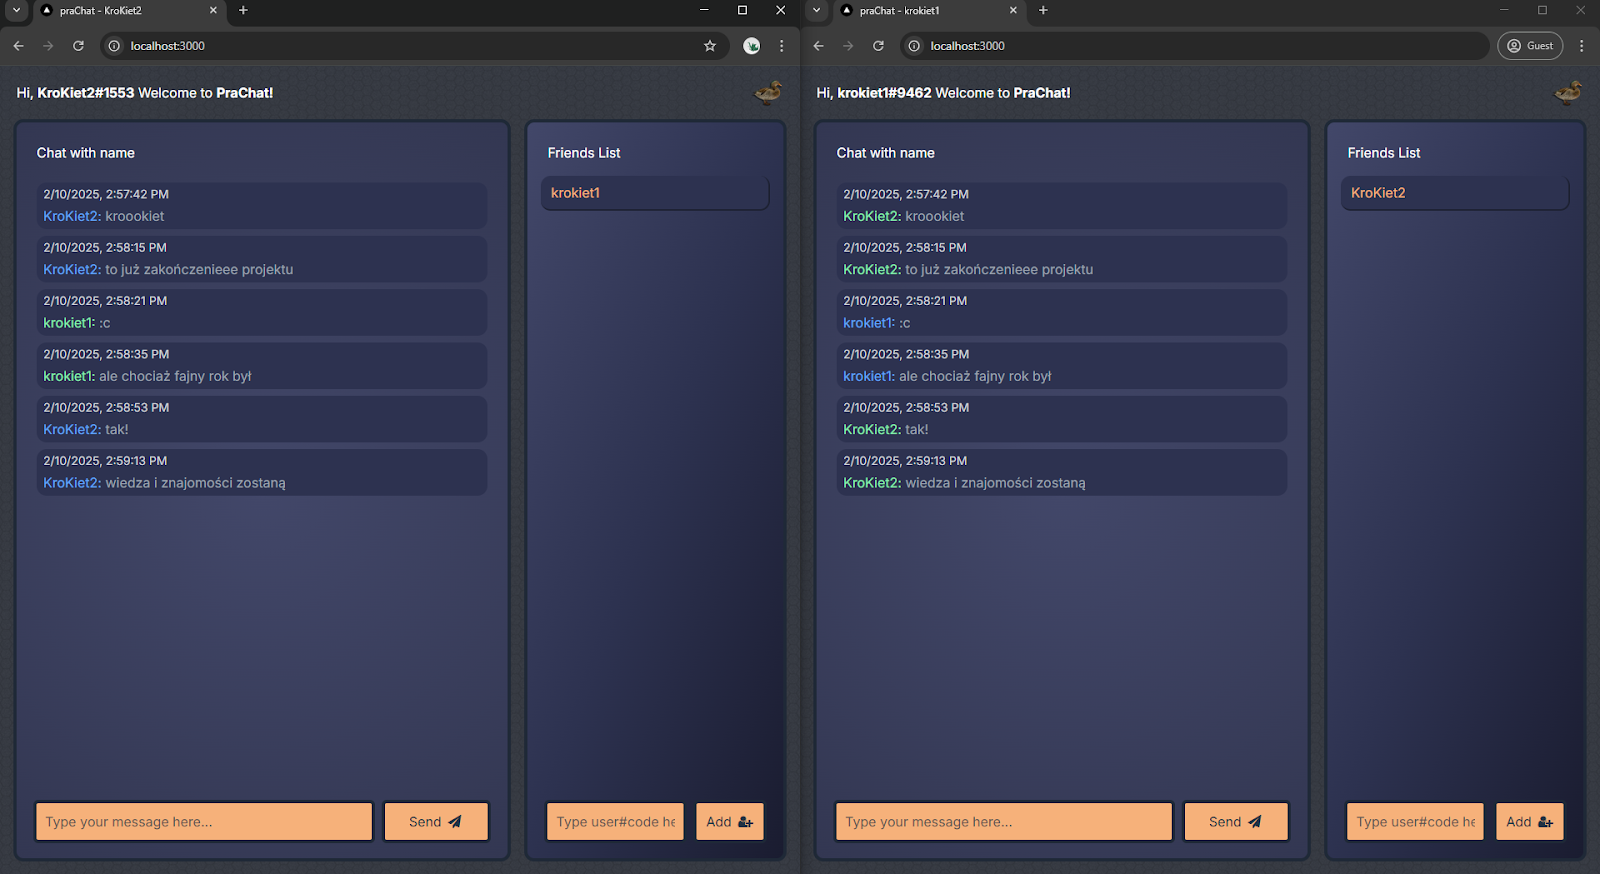 praChat - KroKiet2
localhost:3000
Hi, KroKiet2#1553 Welcome to PraChat!
Chat with name
2/10/2025, 2:57:42 PM
KroKiet2: kroookiet
2/10/2025, 2:58:15 PM
KroKiet2: to już zakończenieee projektu
2/10/2025, 2:58:21 PM
krokiet1: :c
2/10/2025, 2:58:35 PM
krokiet1: ale chociaż fajny rok był
2/10/2025, 2:58:53 PM
KroKiet2: tak!
2/10/2025, 2:59:13 PM
KroKiet2: wiedza i znajomości zostaną
Type your message here...
Send
Friends List
krokiet1
Type user#code he
Add
praChat - krokiet1
localhost:3000
Guest
Hi, krokiet1#9462 Welcome to PraChat!
Chat with name
2/10/2025, 2:57:42 PM
KroKiet2: kroookiet
2/10/2025, 2:58:15 PM
KroKiet2: to już zakończenieee projektu
2/10/2025, 2:58:21 PM
krokiet1: :c
2/10/2025, 2:58:35 PM
krokiet1: ale chociaż fajny rok był
2/10/2025, 2:58:53 PM
KroKiet2: tak!
2/10/2025, 2:59:13 PM
KroKiet2: wiedza i znajomości zostaną
Type your message here...
Send
Friends List
KroKiet2
Type user#code he
Add